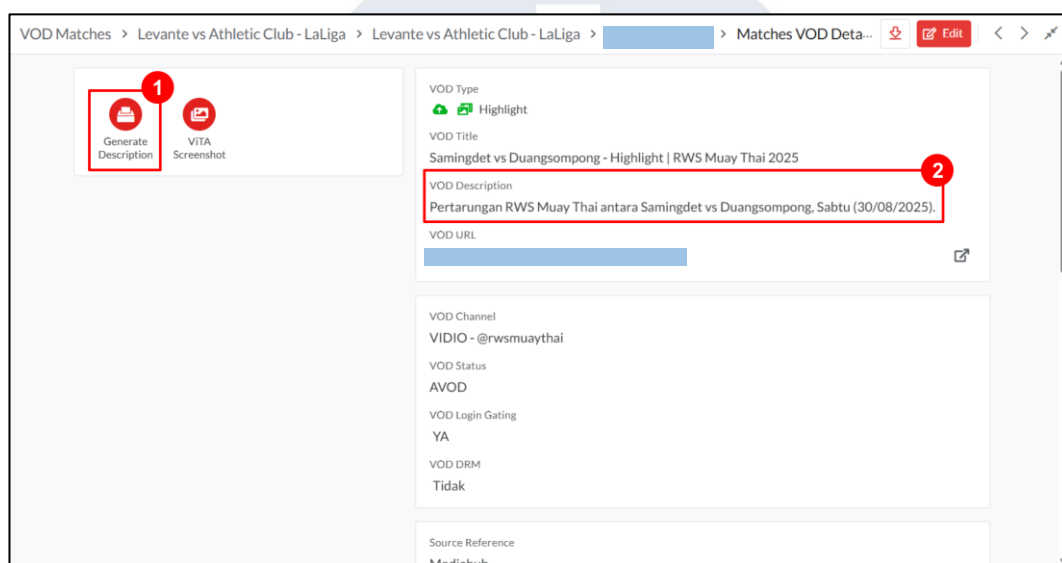 VOD Matches > Levante vs Athletic Club - LaLiga > Levante vs Athletic Club - LaLiga > > Matches VOD Deta... Edit
1
Generate Description
ViTA Screenshot
VOD Type
Highlight
VOD Title
Samingdet vs Duangsompong - Highlight | RWS Muay Thai 2025
2
VOD Description
Pertarungan RWS Muay Thai antara Samingdet vs Duangsompong, Sabtu (30/08/2025).
VOD URL
VOD Channel
VIDIO - @rwsmuaythai
VOD Status
AVOD
VOD Login Gating
YA
VOD DRM
Tidak
Source Reference